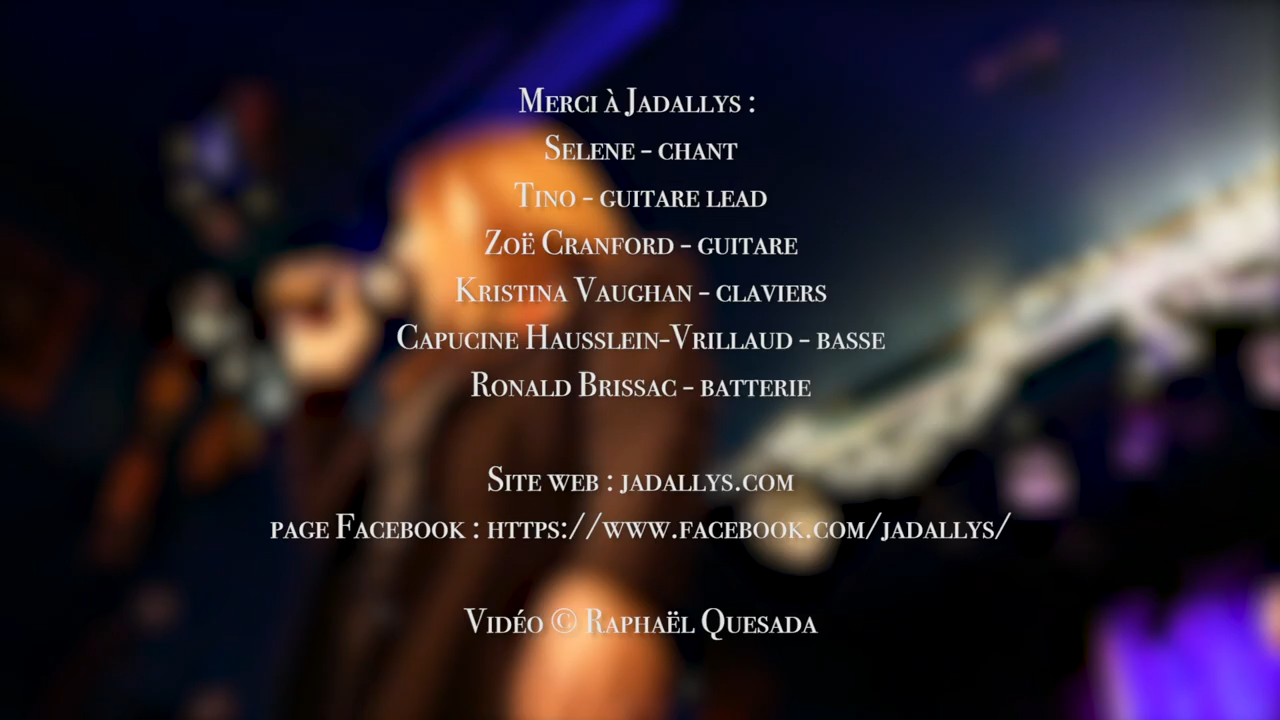 Merci à Jadallys :
Selene - chant
Tino - guitare lead
Zoë Cranford - guitare
Kristina Vaughan - claviers
Capucine Hausslein-Vrillaud - basse
Ronald Brissac - batterie
Site web : jadallys.com
page Facebook : https://www.facebook.com/jadallys/
Vidéo © Raphaël Quesada